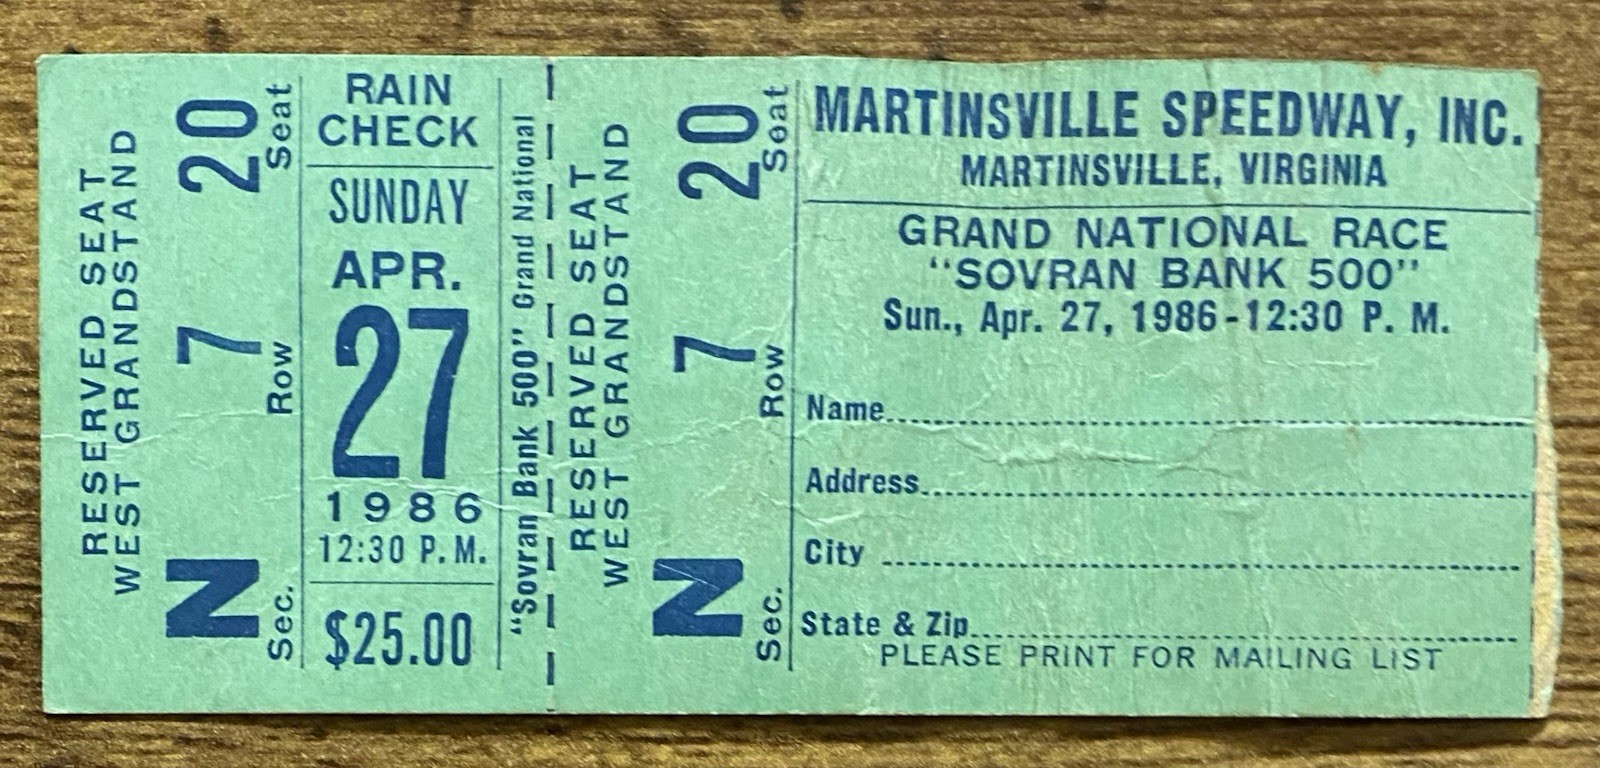 RESERVED SEAT
WEST GRANDSTAND
N 7 20
Sec. Row Seat
RAIN
CHECK
SUNDAY
APR.
27
1986
12:30 P.M.
$25.00
"Sovran Bank 500" Grand National
RESERVED SEAT
WEST GRANDSTAND
N 7 20
Sec. Row Seat
MARTINSVILLE SPEEDWAY, INC.
MARTINSVILLE, VIRGINIA
GRAND NATIONAL RACE
"SOVRAN BANK 500"
Sun., Apr. 27, 1986-12:30 P. M.
Name
Address
City
State & Zip
PLEASE PRINT FOR MAILING LIST